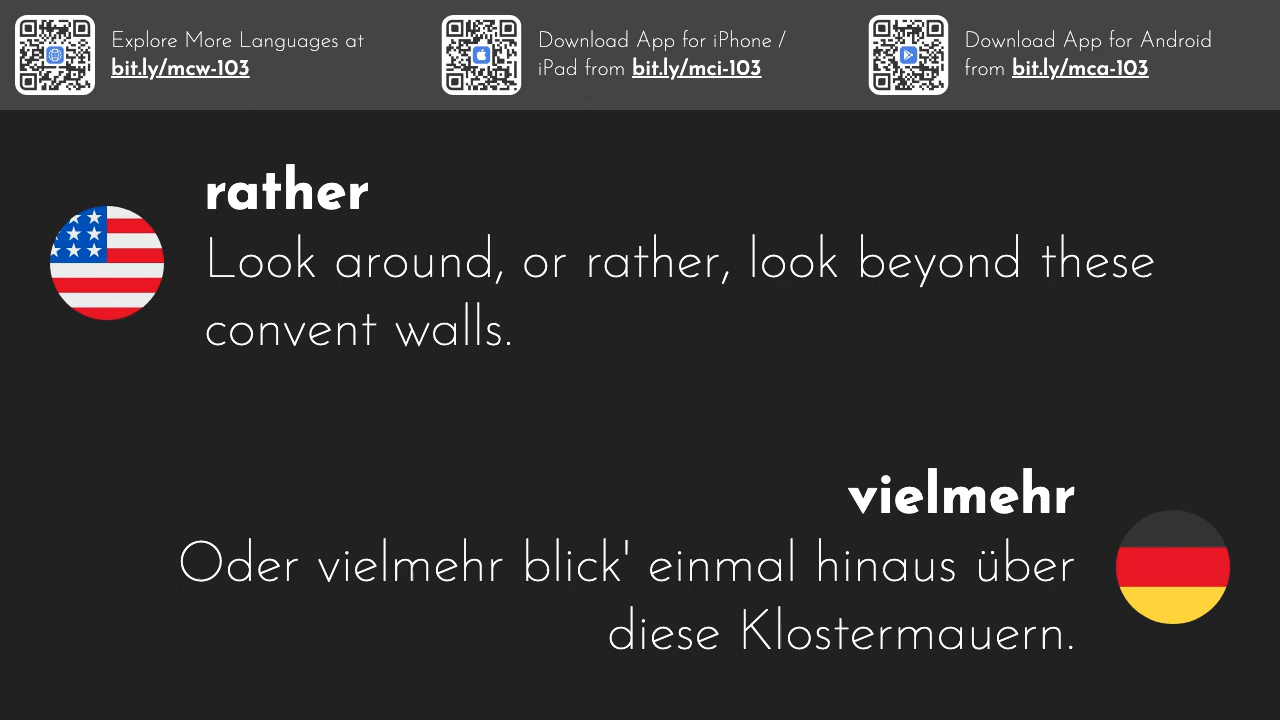 Explore More Languages at
bit.ly/mcw-103
Download App for iPhone /
iPad from bit.ly/mci-103
Download App for Android
from bit.ly/mca-103
rather
Look around, or rather, look beyond these
convent walls.
vielmehr
Oder vielmehr blick' einmal hinaus über
diese Klostermauern.